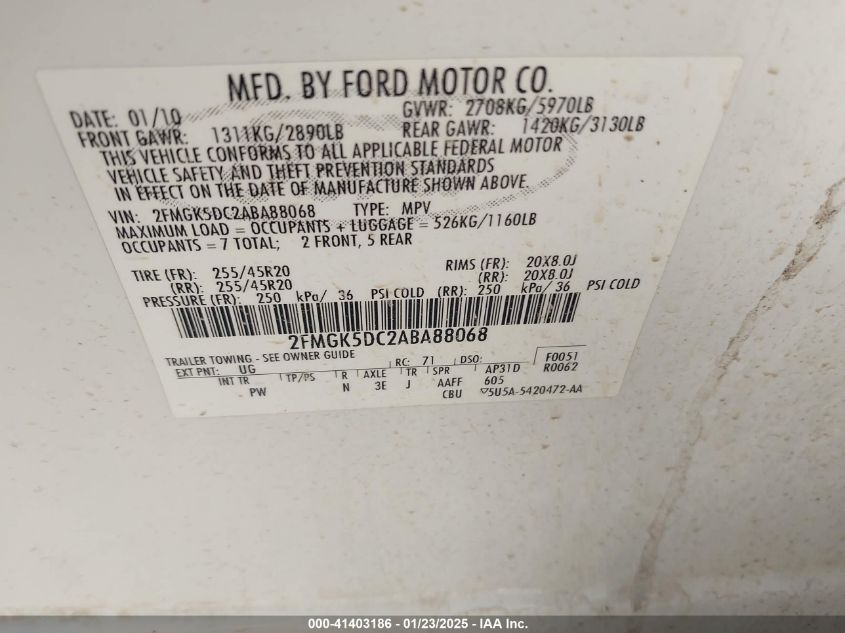 MFD. BY FORD MOTOR CO.
DATE: 01/10 GVWR: 2708KG/5970LB
FRONT GAWR: 1311KG/2890LB REAR GAWR: 1420KG/3130LB
THIS VEHICLE CONFORMS TO ALL APPLICABLE FEDERAL MOTOR
VEHICLE SAFETY AND THEFT PREVENTION STANDARDS
IN EFFECT ON THE DATE OF MANUFACTURE SHOWN ABOVE.
VIN: 2FMGK5DC2ABA88068 TYPE: MPV
MAXIMUM LOAD = OCCUPANTS + LUGGAGE = 526KG/1160LB
OCCUPANTS = 7 TOTAL; 2 FRONT, 5 REAR
TIRE (FR): 255/45R20 RIMS (FR): 20X8.0J
(RR): 255/45R20 (RR): 20X8.0J
PRESSURE (FR): 250 kPa/ 36 PSI COLD (RR): 250 kPa/ 36 PSI COLD
2FMGK5DC2ABA88068
TRAILER TOWING - SEE OWNER GUIDE F0051
EXT PNT: UG RC: 71 DSO: R0062
INT TR TP/PS R AXLE TR SPR AP31D
PW N 3E J AAFF 605
CBU ▽5U5A-5420472-AA
000-41403186 - 01/23/2025 - IAA Inc.